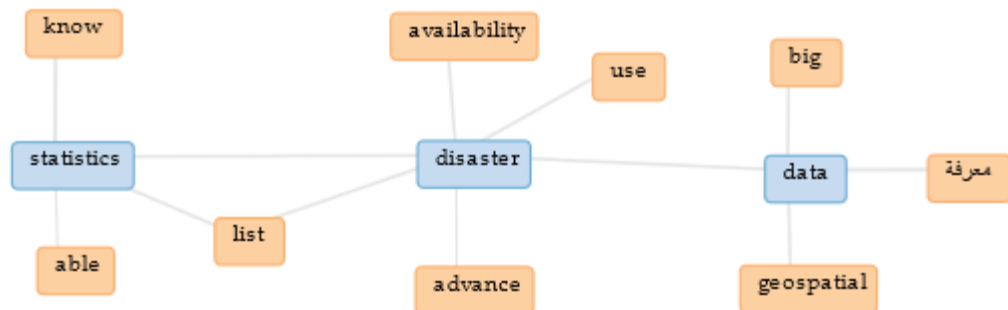 know
availability
use
big
statistics
disaster
data
معرفة
list
able
advance
geospatial